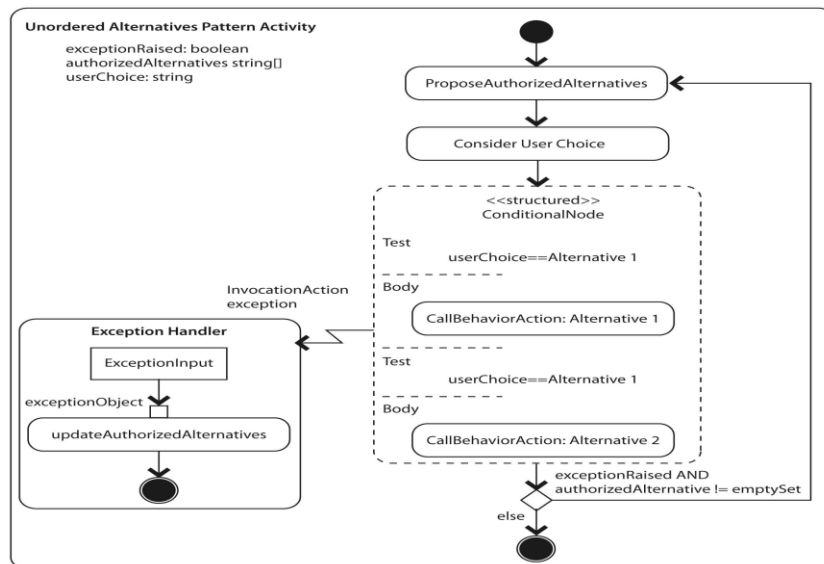 Unordered Alternatives Pattern Activity
exceptionRaised: boolean
authorizedAlternatives string[]
userChoice: string
ProposeAuthorizedAlternatives
Consider User Choice
<<structured>>
ConditionalNode
Test
userChoice==Alternative 1
Body
CallBehaviorAction: Alternative 1
Test
userChoice==Alternative 1
Body
CallBehaviorAction: Alternative 2
InvocationAction
exception
Exception Handler
ExceptionInput
exceptionObject
updateAuthorizedAlternatives
exceptionRaised AND
authorizedAlternative != emptySet
else